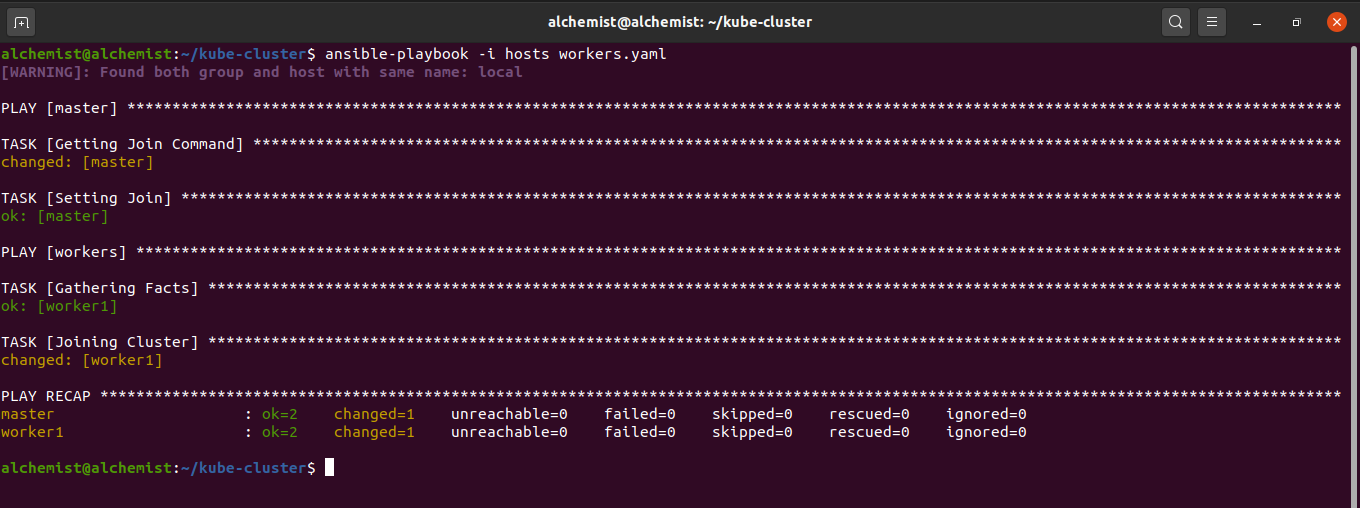 alchemist@alchemist: ~/kube-cluster
alchemist@alchemist:~/kube-cluster$ ansible-playbook -i hosts workers.yaml
[WARNING]: Found both group and host with same name: local
PLAY [master] ***************************************************************************************************************************************
TASK [Getting Join Command] *************************************************************************************************************************
changed: [master]
TASK [Setting Join] *********************************************************************************************************************************
ok: [master]
PLAY [workers] **************************************************************************************************************************************
TASK [Gathering Facts] ******************************************************************************************************************************
ok: [worker1]
TASK [Joining Cluster] ******************************************************************************************************************************
changed: [worker1]
PLAY RECAP ******************************************************************************************************************************************
master                     : ok=2    changed=1    unreachable=0    failed=0    skipped=0    rescued=0    ignored=0
worker1                    : ok=2    changed=1    unreachable=0    failed=0    skipped=0    rescued=0    ignored=0
alchemist@alchemist:~/kube-cluster$